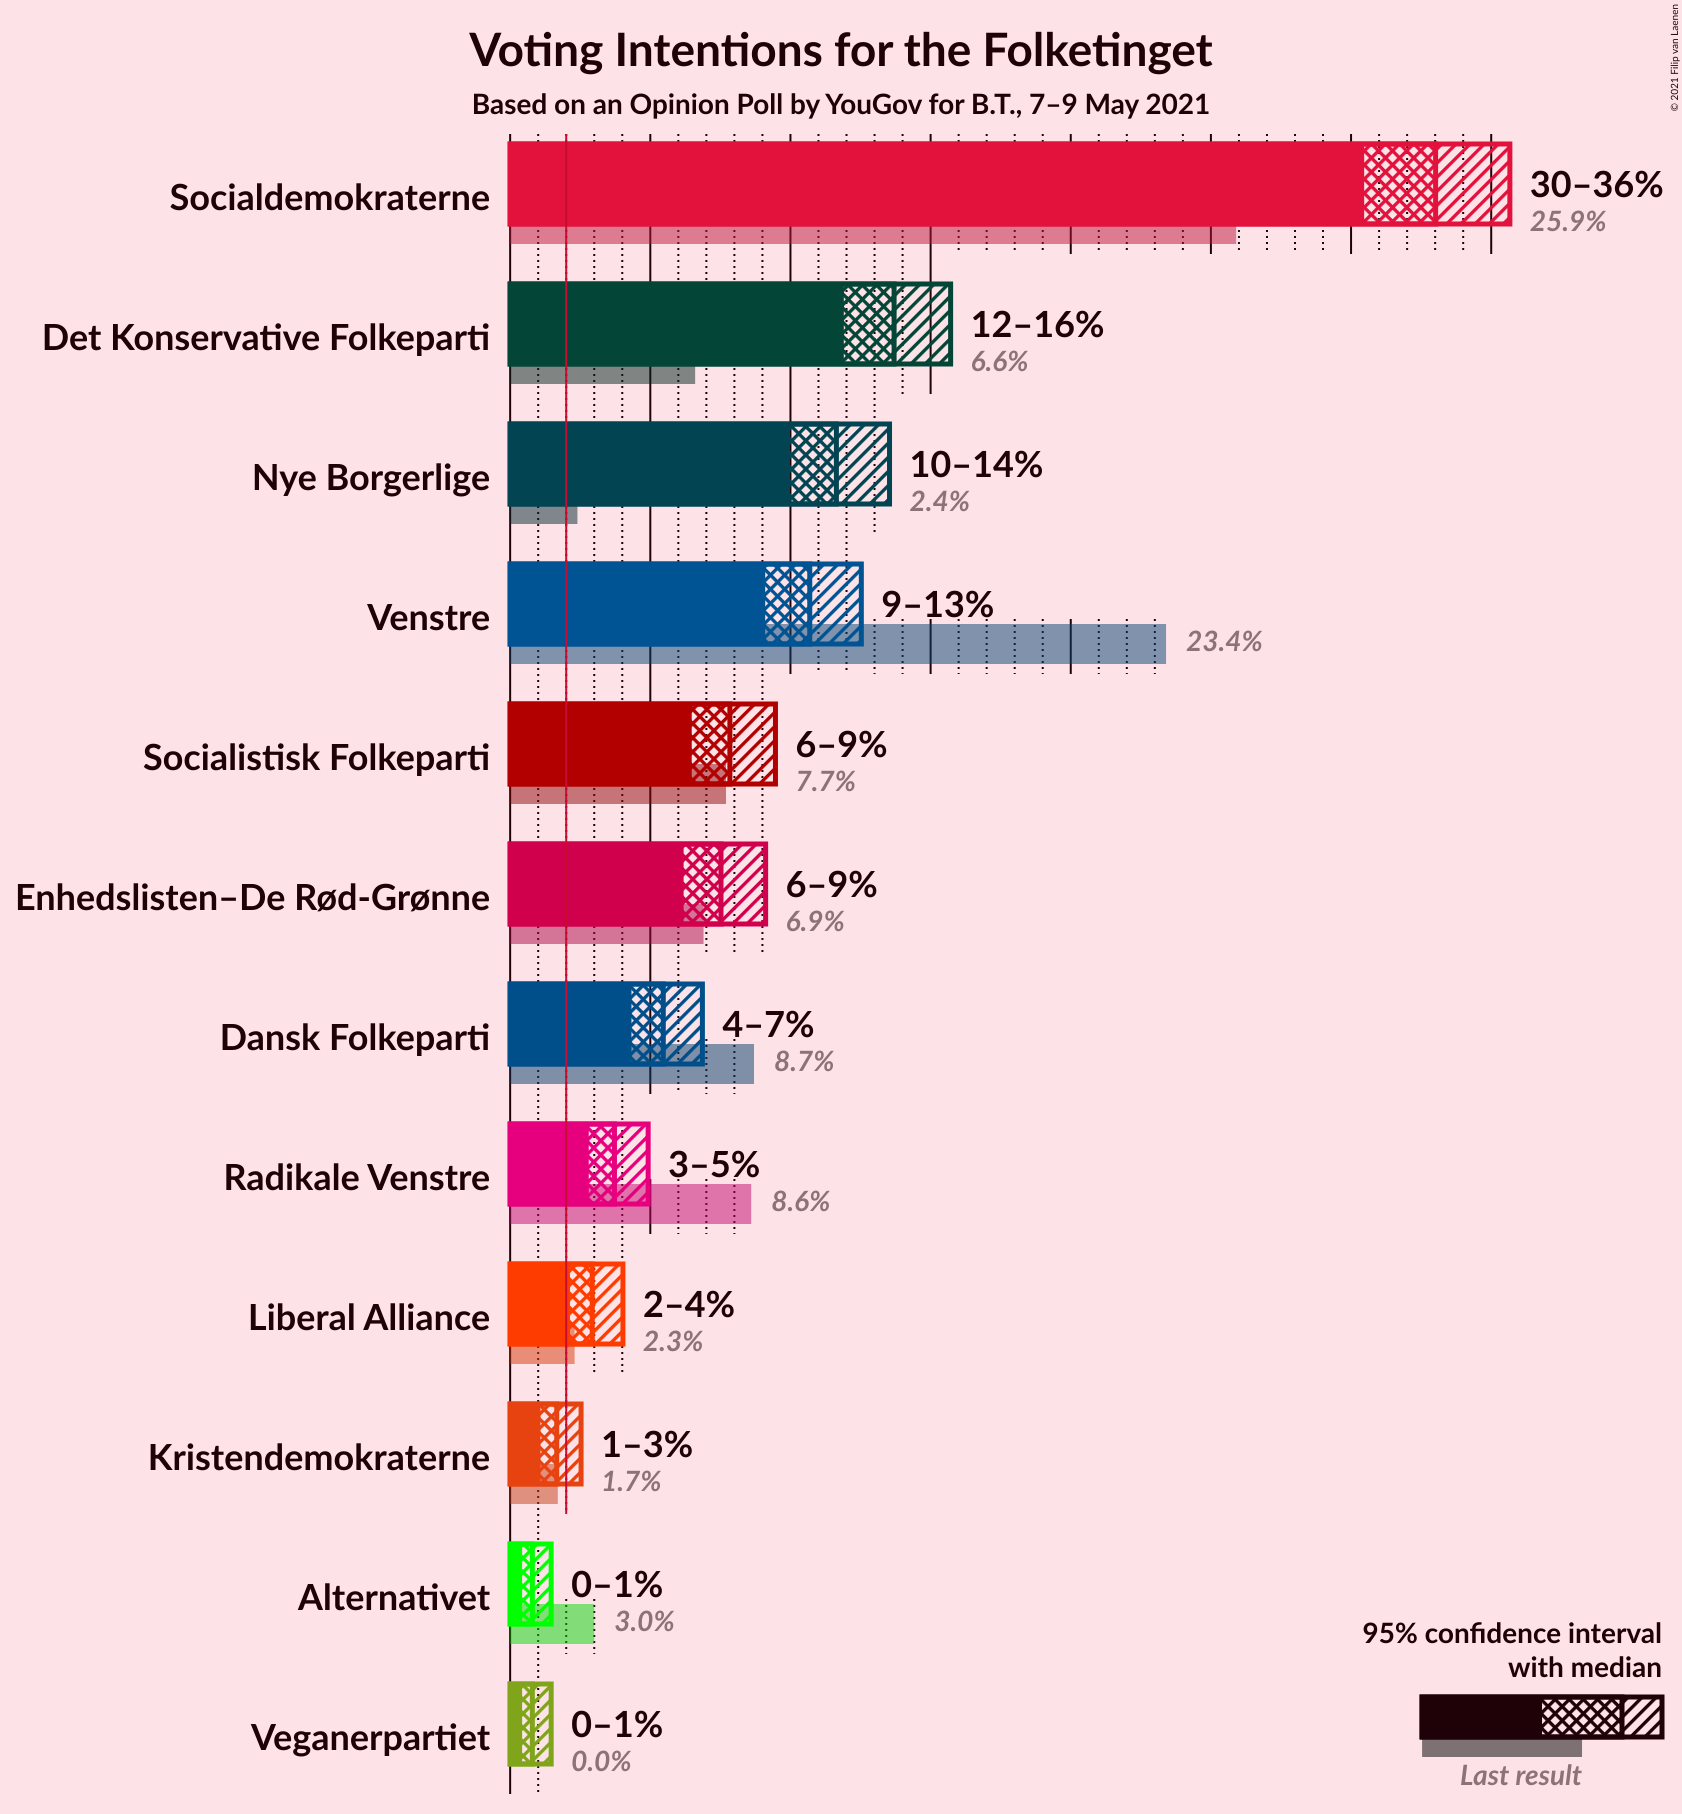 Voting Intentions for the Folketinget
Based on an Opinion Poll by YouGov for B.T., 7–9 May 2021
© 2021 Filip van Laenen
Socialdemokraterne
30–36%
25.9%
Det Konservative Folkeparti
12–16%
6.6%
Nye Borgerlige
10–14%
2.4%
Venstre
9–13%
23.4%
Socialistisk Folkeparti
6–9%
7.7%
Enhedslisten–De Rød-Grønne
6–9%
6.9%
Dansk Folkeparti
4–7%
8.7%
Radikale Venstre
3–5%
8.6%
Liberal Alliance
2–4%
2.3%
Kristendemokraterne
1–3%
1.7%
Alternativet
0–1%
3.0%
Veganerpartiet
0–1%
0.0%
95% confidence interval
with median
Last result